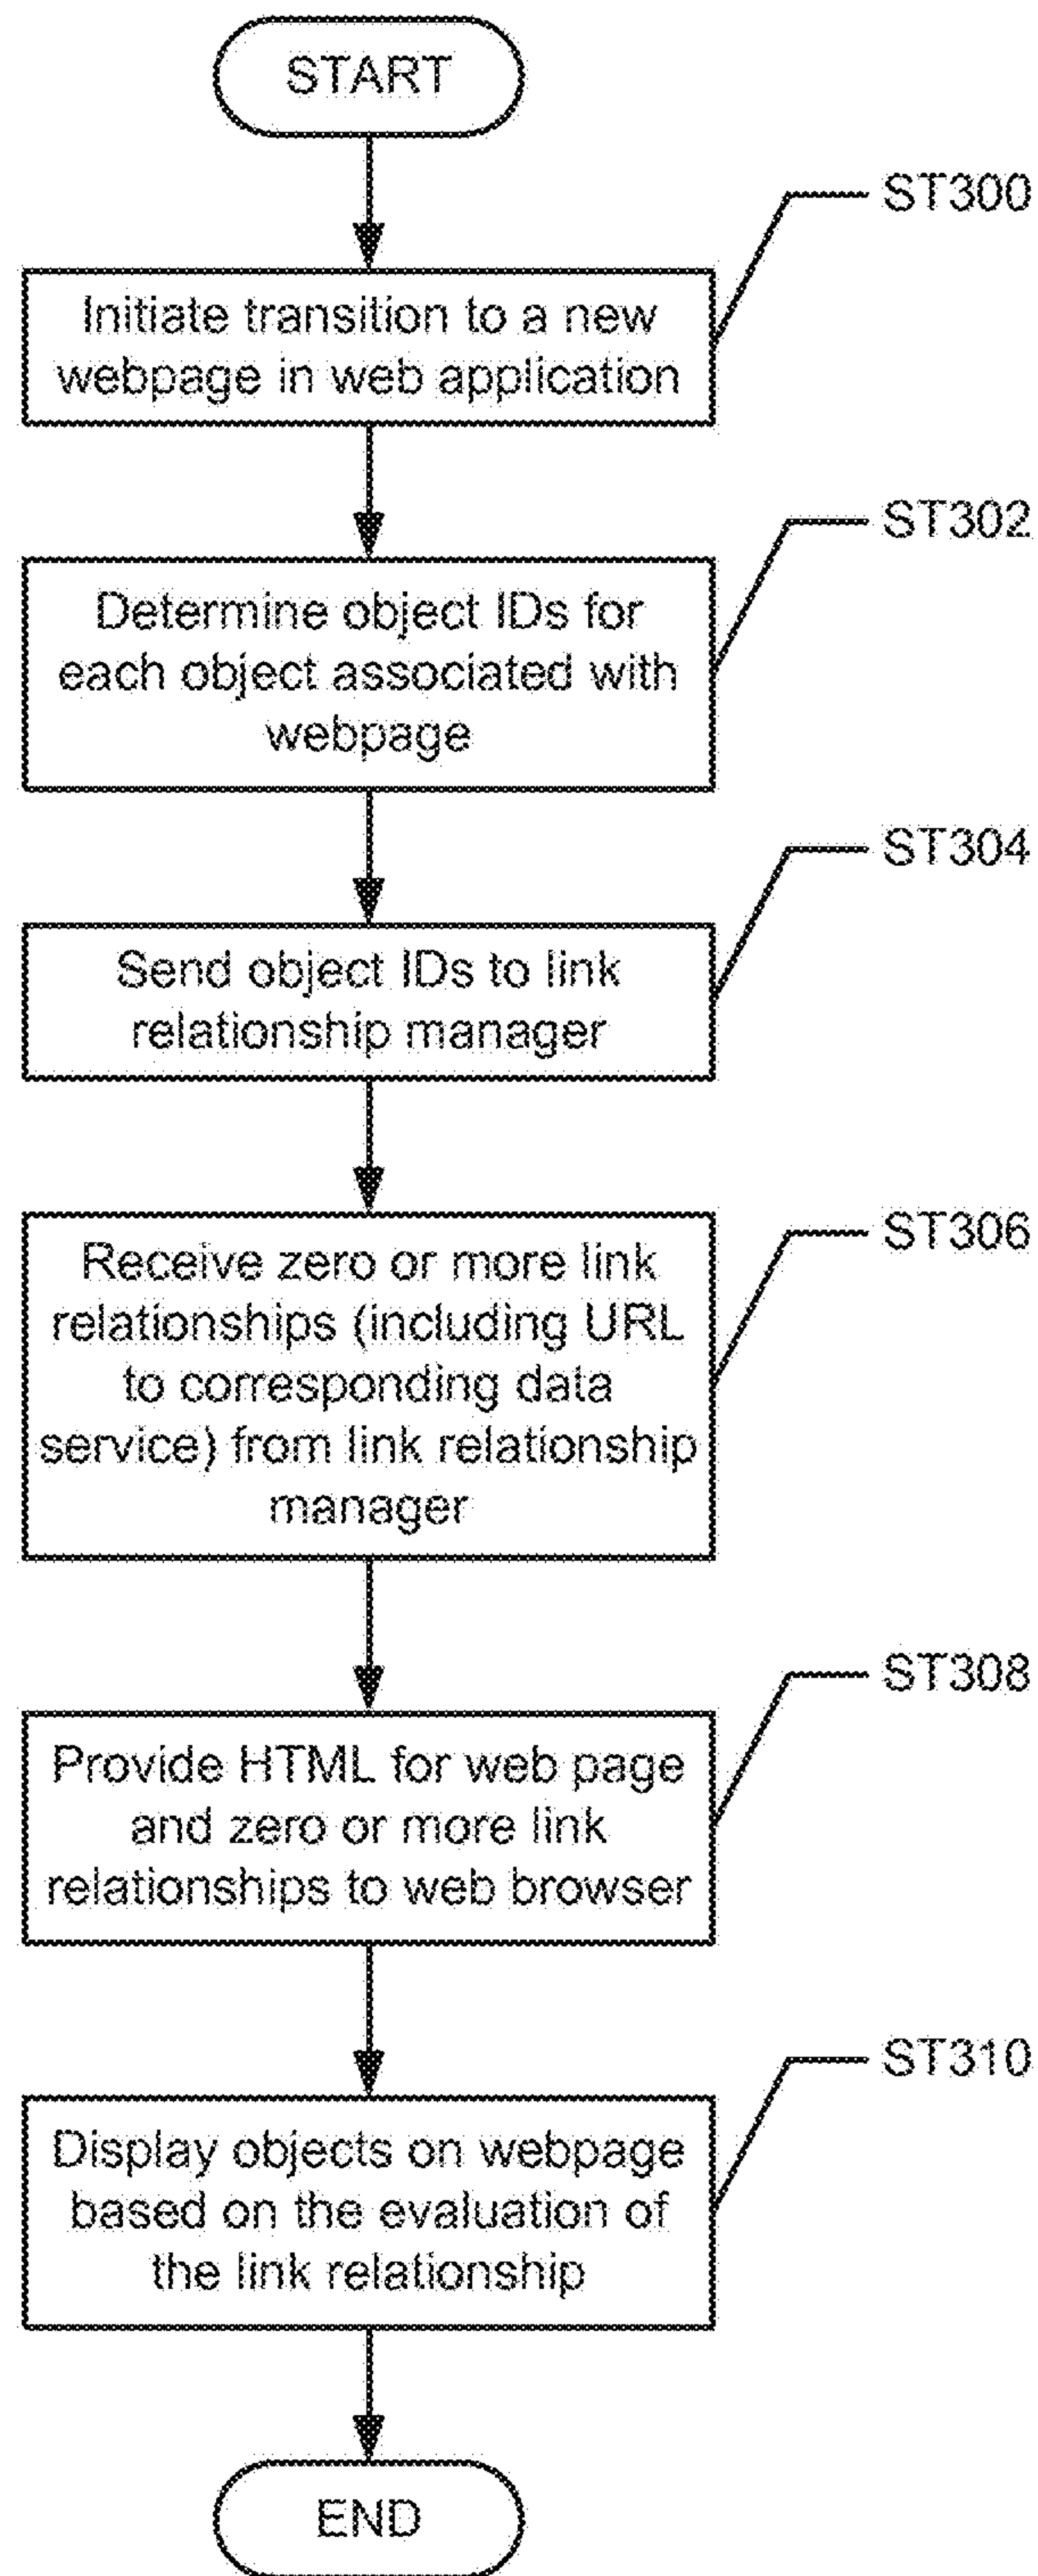 START
ST300
Initiate transition to a new
webpage in web application
ST302
Determine object IDs for
each object associated with
webpage
ST304
Send object IDs to link
relationship manager
ST306
Receive zero or more link
relationships (including URL
to corresponding data
service) from link relationship
manager
ST308
Provide HTML for web page
and zero or more link
relationships to web browser
ST310
Display objects on webpage
based on the evaluation of
the link relationship
END